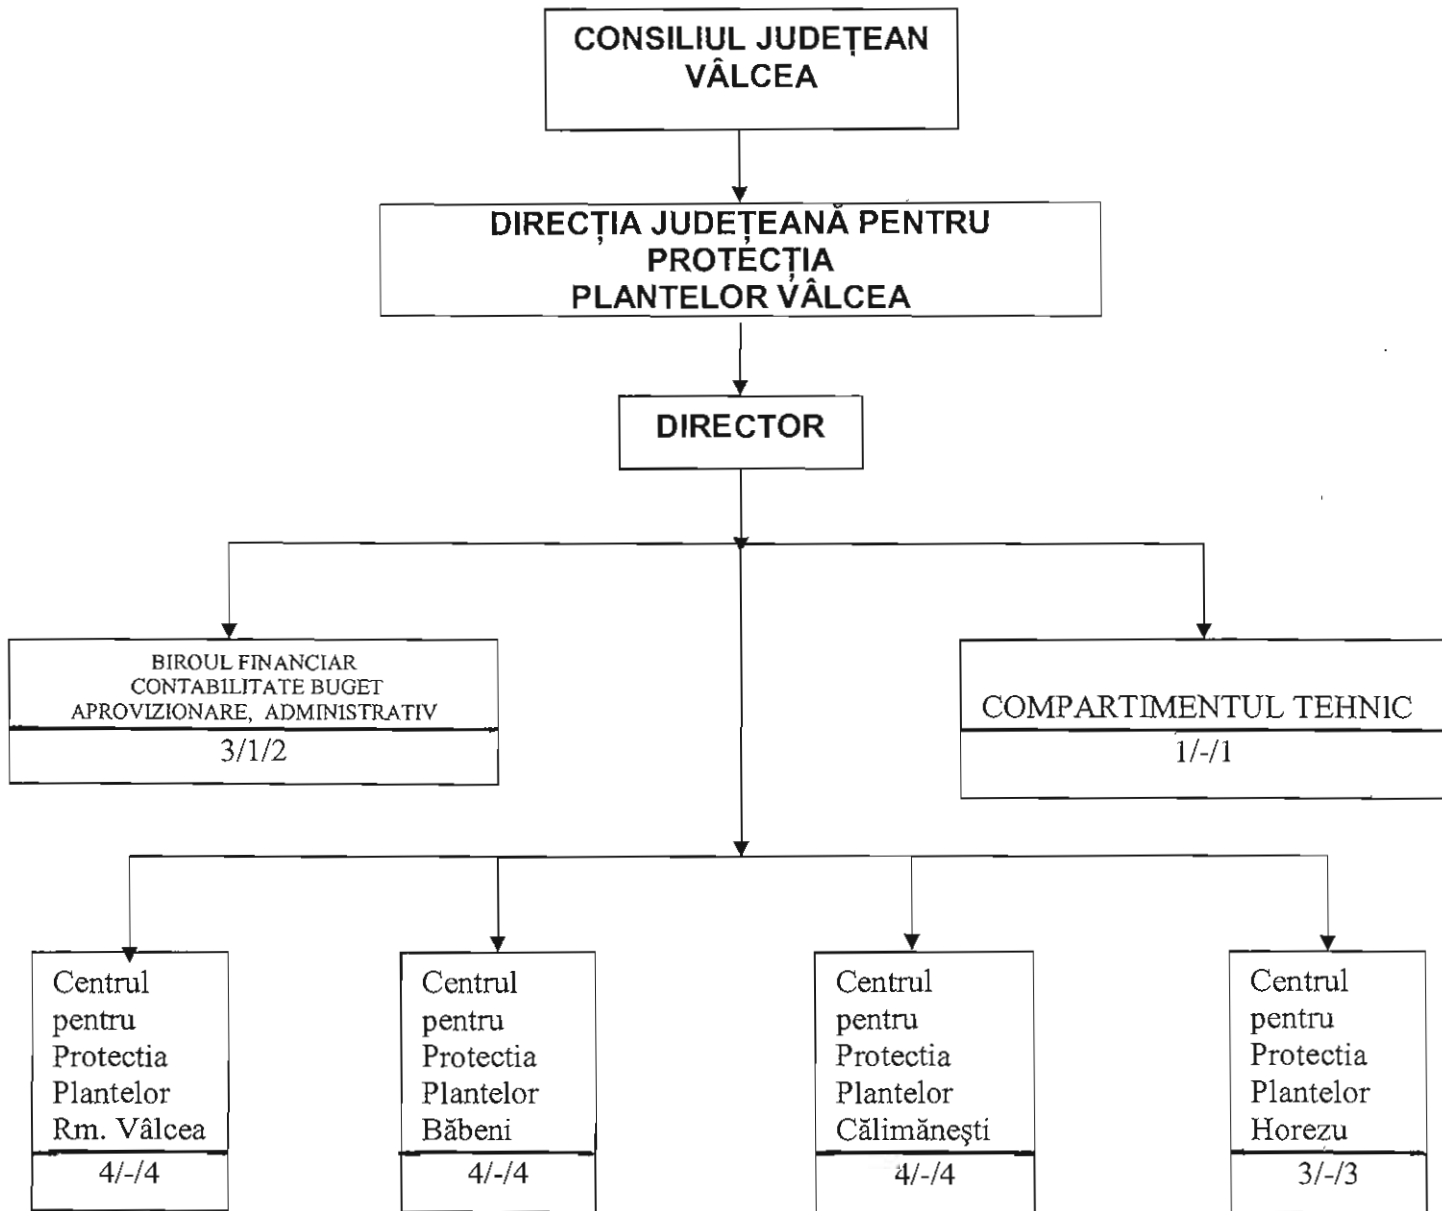 CONSILIUL JUDEȚEAN
VÂLCEA
DIRECȚIA JUDEȚEANĂ PENTRU
PROTECȚIA
PLANTELOR VÂLCEA
DIRECTOR
BIROUL FINANCIAR
CONTABILITATE BUGET
APROVIZIONARE, ADMINISTRATIV
3/1/2
COMPARTIMENTUL TEHNIC
1/-/1
Centrul
pentru
Protectia
Plantelor
Rm. Vâlcea
4/-/4
Centrul
pentru
Protectia
Plantelor
Băbeni
4/-/4
Centrul
pentru
Protectia
Plantelor
Călimăneşti
4/-/4
Centrul
pentru
Protectia
Plantelor
Horezu
3/-/3